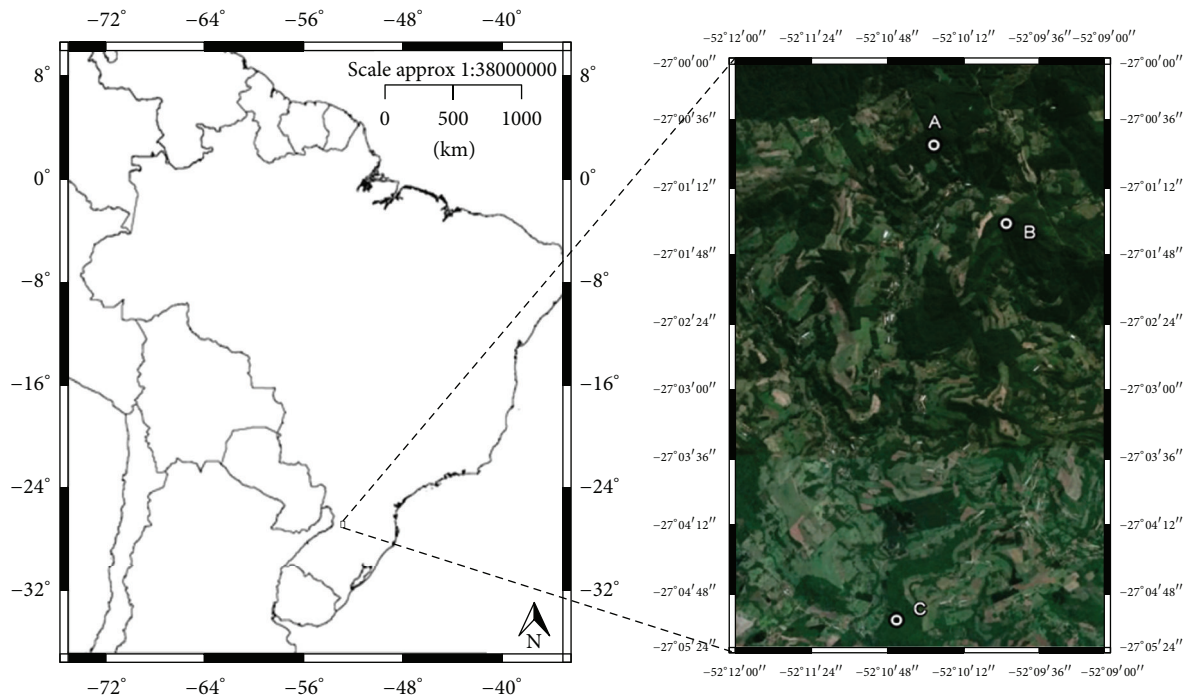 −72° −64° −56° −48° −40°
8° 8°
0° 0°
−8° −8°
−16° −16°
−24° −24°
−32° −32°
−72° −64° −56° −48° −40°
Scale approx 1:38000000
0 500 1000
(km)
N
−52°12′00″ −52°11′24″ −52°10′48″ −52°10′12″ −52°09′36″ −52°09′00″
−27°00′00″ −27°00′00″
−27°00′36″ −27°00′36″
−27°01′12″ −27°01′12″
−27°01′48″ −27°01′48″
−27°02′24″ −27°02′24″
−27°03′00″ −27°03′00″
−27°03′36″ −27°03′36″
−27°04′12″ −27°04′12″
−27°04′48″ −27°04′48″
−27°05′24″ −27°05′24″
−52°12′00″ −52°11′24″ −52°10′48″ −52°10′12″ −52°09′36″ −52°09′00″
A
B
C